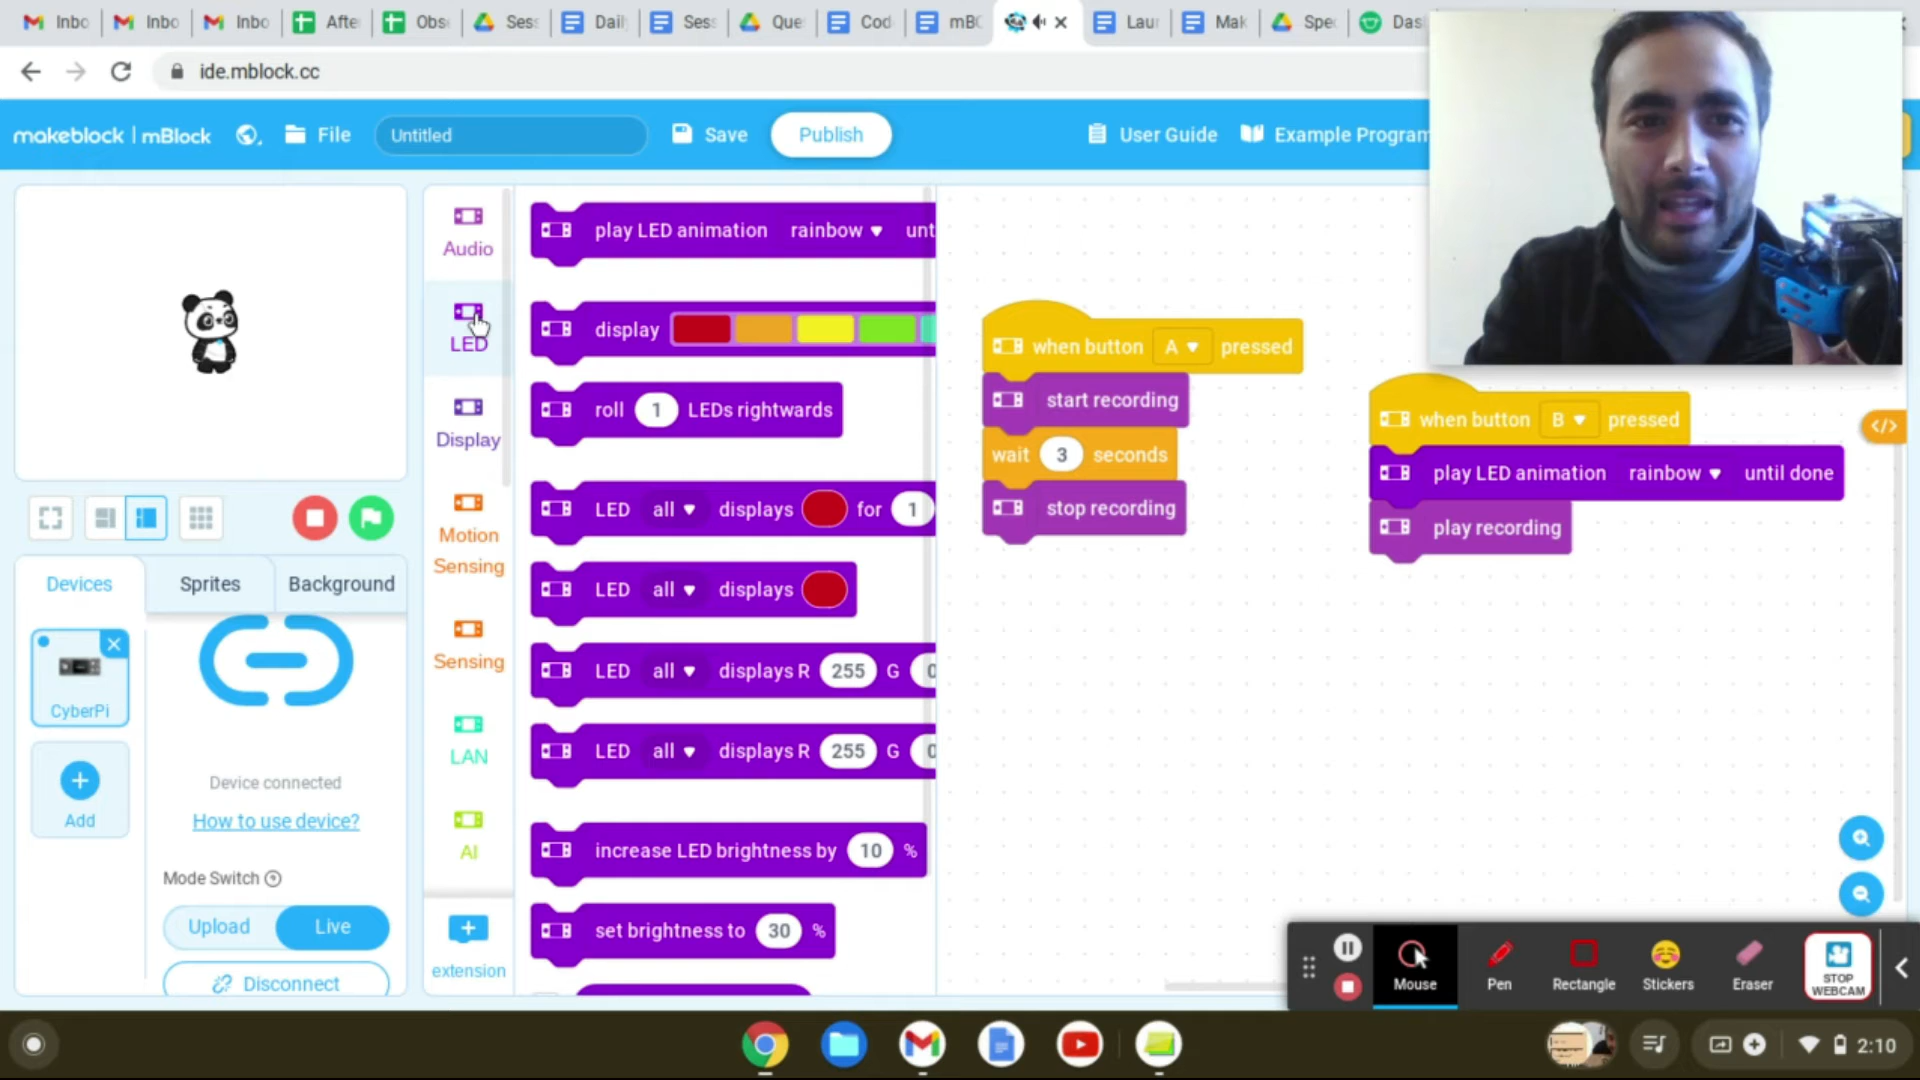 Inbo
Inbo
Inbo
Afte
Obs
Ses
Dail
Ses
Que
Cod
mBC
Lau
Mak
Spe
Das
ide.mblock.cc
makeblock | mBlock
File
Untitled
Save
Publish
User Guide
Example Program
Audio
LED
Display
Motion
Sensing
Sensing
LAN
AI
extension
play LED animation rainbow unt
display
roll 1 LEDs rightwards
LED all displays for 1
LED all displays
LED all displays R 255 G 0
LED all displays R 255 G 0
increase LED brightness by 10 %
set brightness to 30 %
when button A pressed
start recording
wait 3 seconds
stop recording
when button B pressed
play LED animation rainbow until done
play recording
</>
Devices
Sprites
Background
CyberPi
Add
Device connected
How to use device?
Mode Switch
Upload
Live
Disconnect
Mouse
Pen
Rectangle
Stickers
Eraser
STOP
WEBCAM
2:10